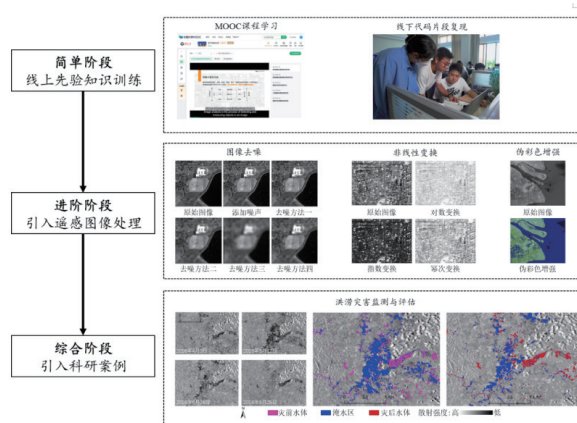 MOOC课程学习
线下代码片段复现
简单阶段
线上先验知识训练
图像去噪
非线性变换
伪彩色增强
原始图像
添加噪声
去噪方法一
原始图像
对数变换
原始图像
进阶阶段
引入遥感图像处理
去噪方法二
去噪方法三
去噪方法四
指数变换
幂次变换
伪彩色增强
洪涝灾害监测与评估
综合阶段
引入科研案例
灾前水体
淹水区
灾后水体
散射强度:高
低